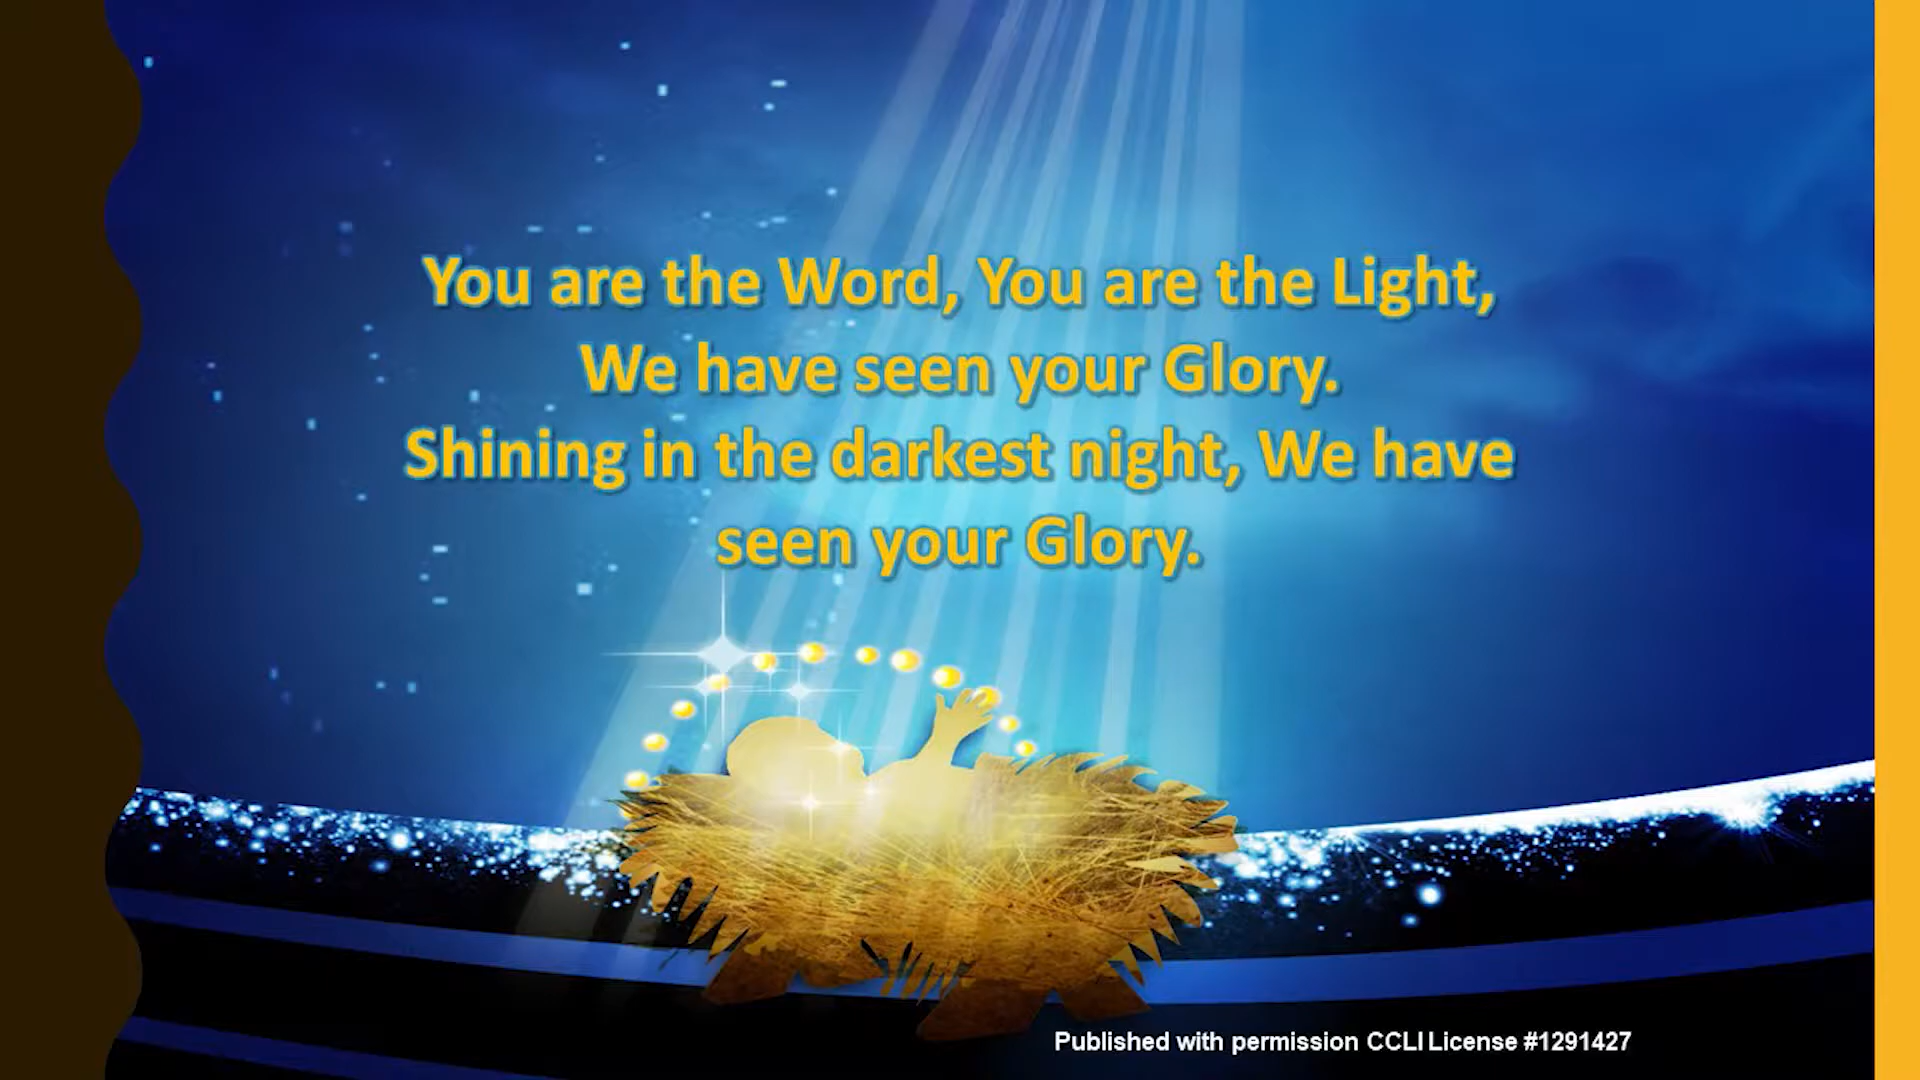 You are the Word, You are the Light,
We have seen your Glory.
Shining in the darkest night, We have
seen your Glory.
Published with permission CCLI License #1291427